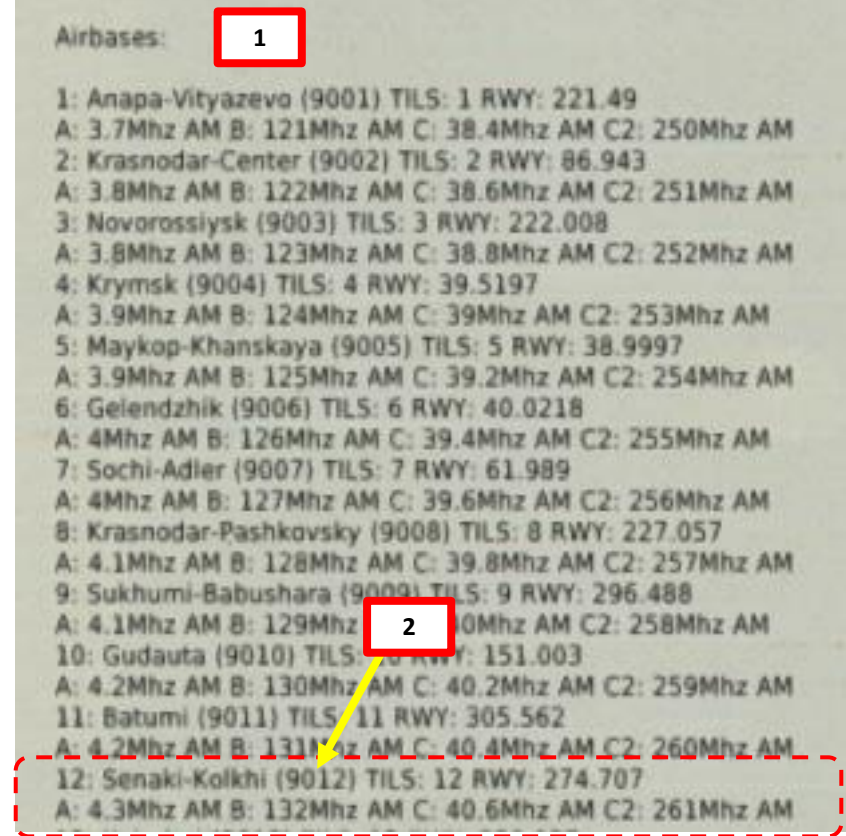 Airbases:
1
1: Anapa-Vityazevo (9001) TILS: 1 RWY: 221.49
A: 3.7Mhz AM B: 121Mhz AM C: 38.4Mhz AM C2: 250Mhz AM
2: Krasnodar-Center (9002) TILS: 2 RWY: 86.943
A: 3.8Mhz AM B: 122Mhz AM C: 38.6Mhz AM C2: 251Mhz AM
3: Novorossiysk (9003) TILS: 3 RWY: 222.008
A: 3.8Mhz AM B: 123Mhz AM C: 38.8Mhz AM C2: 252Mhz AM
4: Krymsk (9004) TILS: 4 RWY: 39.5197
A: 3.9Mhz AM B: 124Mhz AM C: 39Mhz AM C2: 253Mhz AM
5: Maykop-Khanskaya (9005) TILS: 5 RWY: 38.9997
A: 3.9Mhz AM B: 125Mhz AM C: 39.2Mhz AM C2: 254Mhz AM
6: Gelendzhik (9006) TILS: 6 RWY: 40.0218
A: 4Mhz AM B: 126Mhz AM C: 39.4Mhz AM C2: 255Mhz AM
7: Sochi-Adler (9007) TILS: 7 RWY: 61.989
A: 4Mhz AM B: 127Mhz AM C: 39.6Mhz AM C2: 256Mhz AM
8: Krasnodar-Pashkovsky (9008) TILS: 8 RWY: 227.057
A: 4.1Mhz AM B: 128Mhz AM C: 39.8Mhz AM C2: 257Mhz AM
9: Sukhumi-Babushara (9009) TILS: 9 RWY: 296.488
A: 4.1Mhz AM B: 129Mhz 2 0Mhz AM C2: 258Mhz AM
10: Gudauta (9010) TILS: RWY: 151.003
A: 4.2Mhz AM B: 130Mhz AM C: 40.2Mhz AM C2: 259Mhz AM
11: Batumi (9011) TILS: 11 RWY: 305.562
A: 4.2Mhz AM B: 131Mhz AM C: 40.4Mhz AM C2: 260Mhz AM
12: Senaki-Kolkhi (9012) TILS: 12 RWY: 274.707
A: 4.3Mhz AM B: 132Mhz AM C: 40.6Mhz AM C2: 261Mhz AM